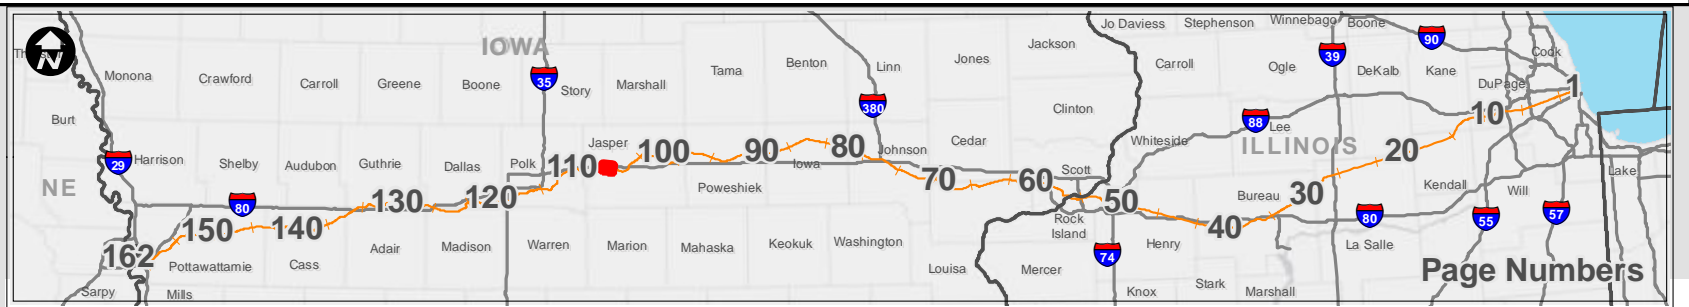 N
IOWA
ILLINOIS
NE
Monona
Crawford
Carroll
Greene
Boone
35
Story
Marshall
Tama
Benton
Linn
Jones
Jackson
Jo Daviess
Stephenson
Winnebago
Boone
90
39
Carroll
Ogle
DeKalb
Kane
Cook
DuPage
1
10
Burt
380
Clinton
88
Lee
Whiteside
20
29
Harrison
Shelby
Audubon
Guthrie
Dallas
Polk
110
Jasper
100
90
80
Iowa
Johnson
Cedar
70
60
Scott
Poweshiek
80
130
120
50
Bureau
30
Kendall
Will
Lake
162
150
140
Pottawattamie
Cass
Adair
Madison
Warren
Marion
Mahaska
Keokuk
Washington
Louisa
Rock
Island
40
Henry
74
80
55
57
La Salle
Mercer
Stark
Knox
Marshall
Sarpy
Mills
Page Numbers